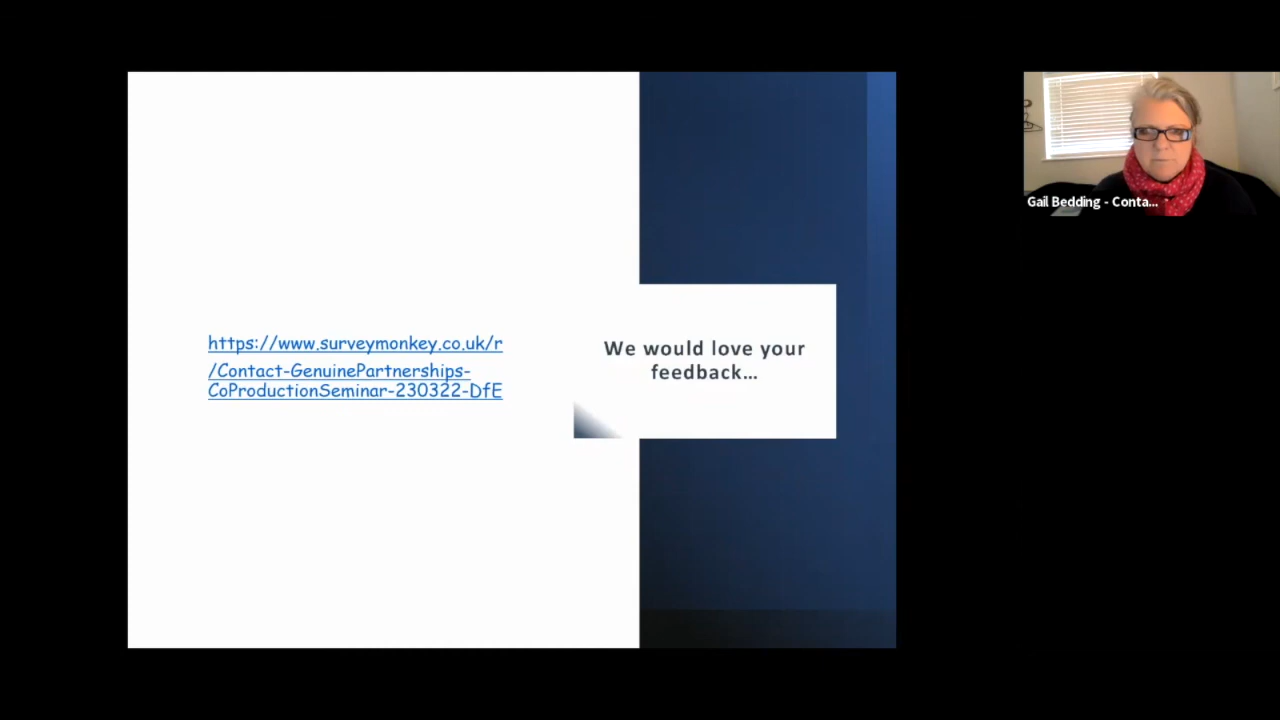 https://www.surveymonkey.co.uk/r
/Contact-GenuinePartnerships-
CoProductionSeminar-230322-DfE
We would love your
feedback...
Gail Bedding - Conta...